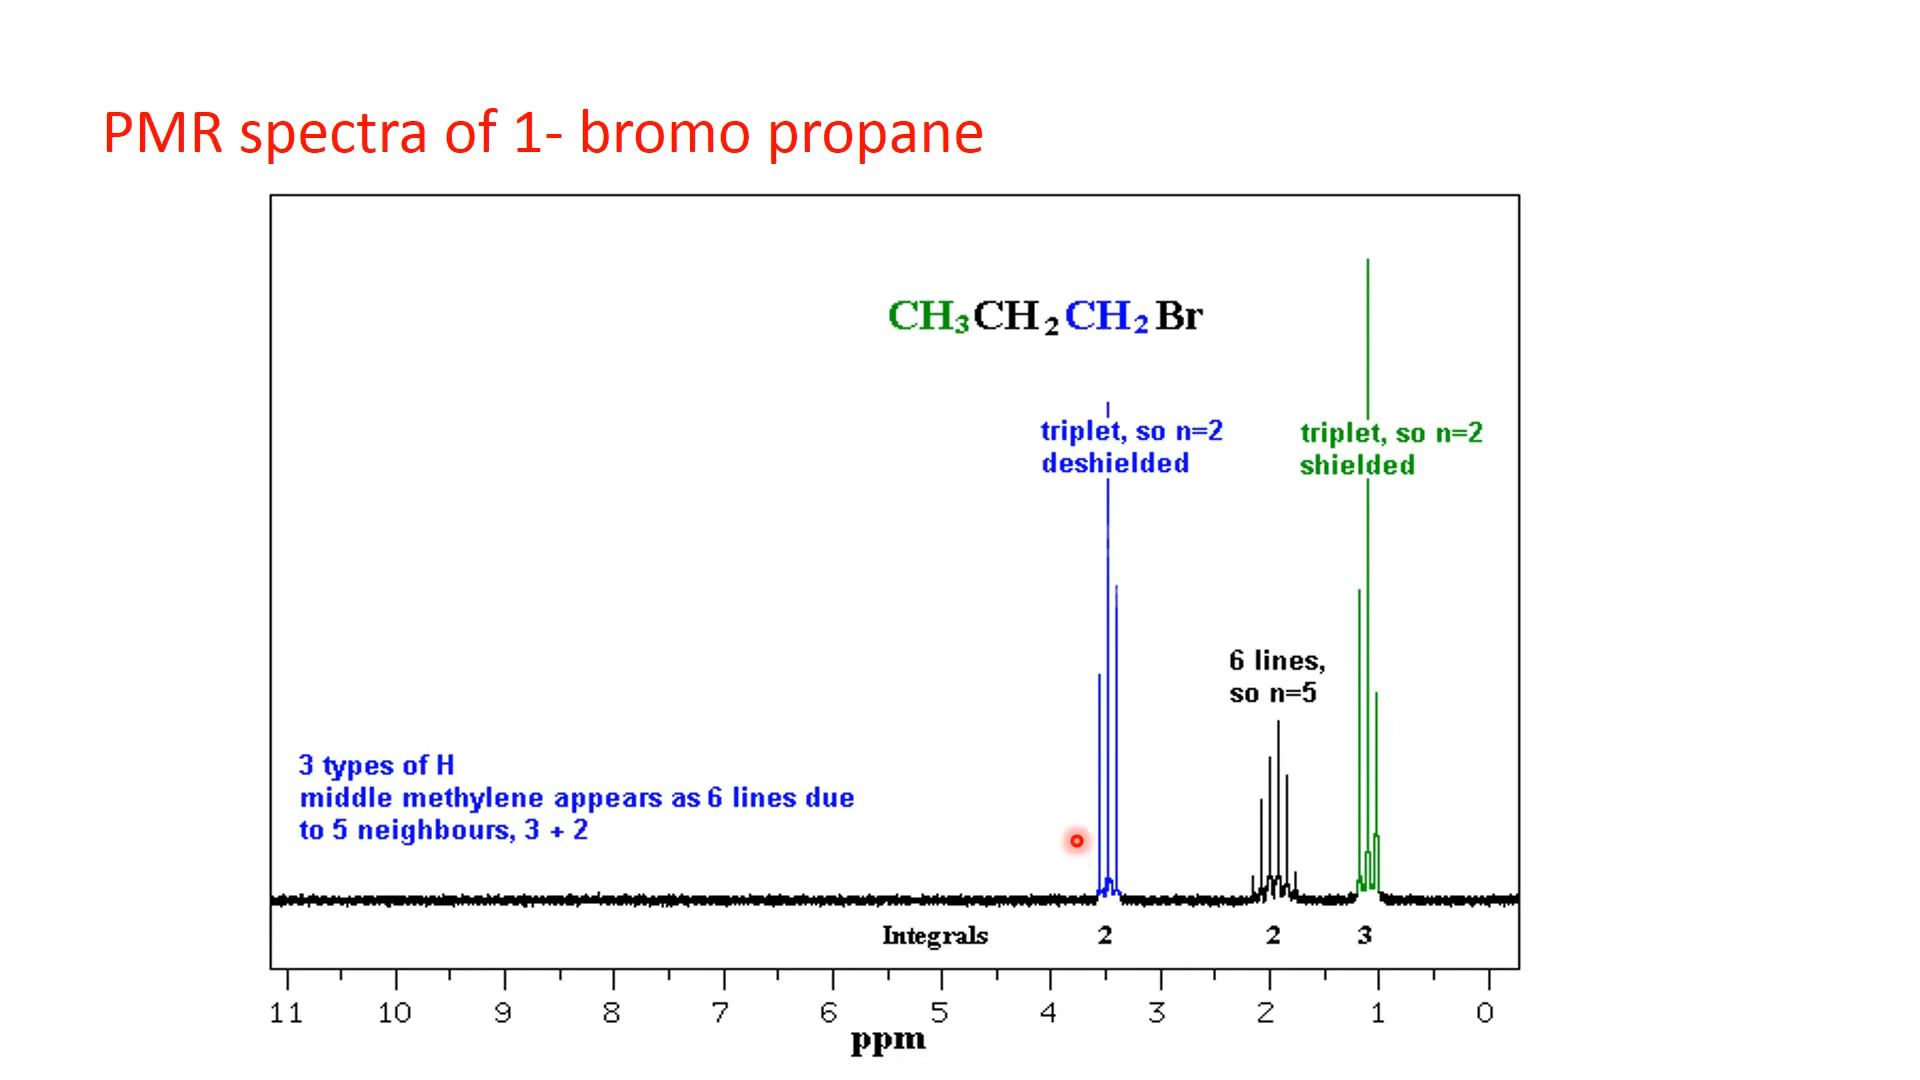 PMR spectra of 1- bromo propane
CH₃CH₂CH₂Br
triplet, so n=2
deshielded
triplet, so n=2
shielded
6 lines,
so n=5
3 types of H
middle methylene appears as 6 lines due
to 5 neighbours, 3 + 2
Integrals 2 2 3
11 10 9 8 7 6 5 4 3 2 1 0
ppm